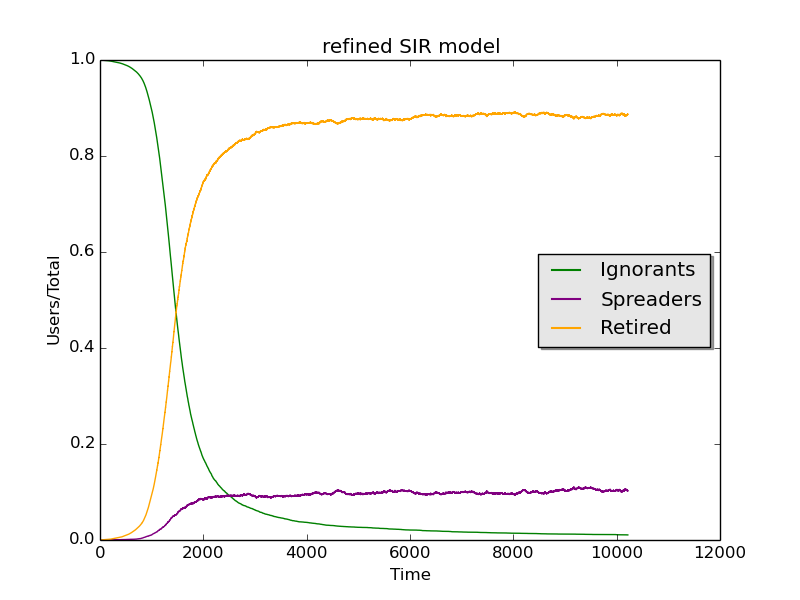 refined SIR model
1.0
0.8
0.6
0.4
0.2
0.0
Users/Total
Ignorants
Spreaders
Retired
0 2000 4000 6000 8000 10000 12000
Time